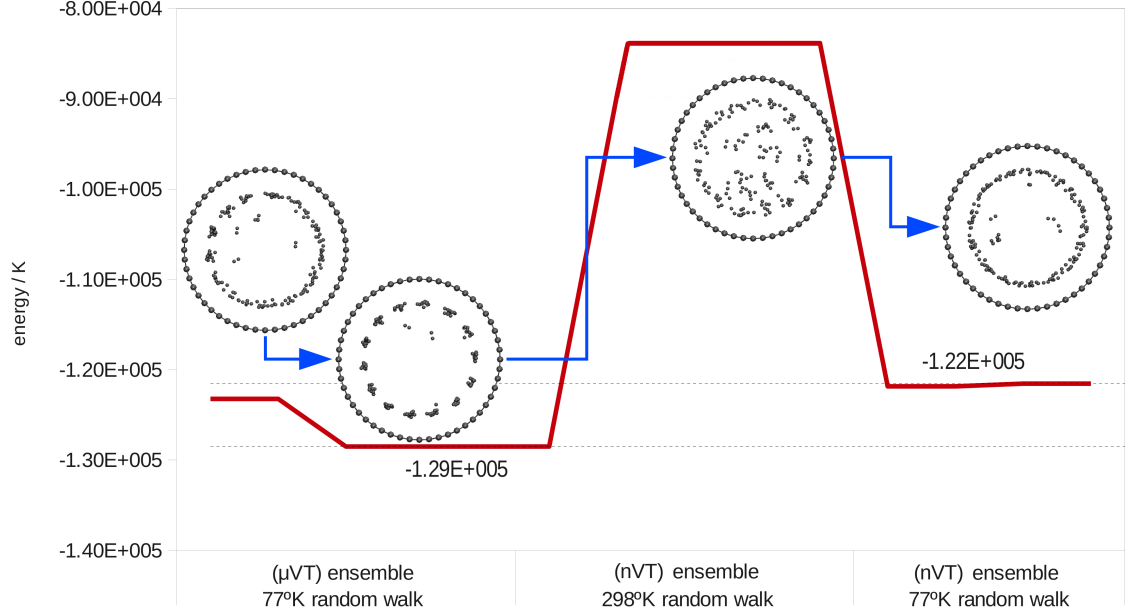 -8.00E+004
-9.00E+004
-1.00E+005
-1.10E+005
-1.20E+005
-1.30E+005
-1.40E+005
energy / K
-1.29E+005
-1.22E+005
(μVT) ensemble
77ºK random walk
(nVT) ensemble
298ºK random walk
(nVT) ensemble
77ºK random walk